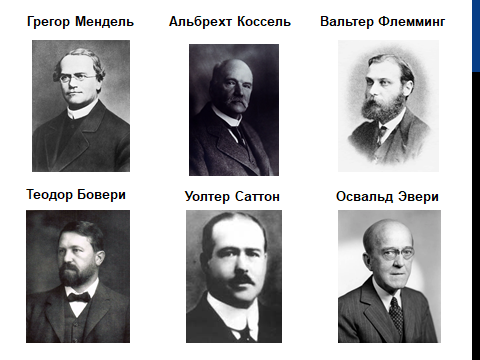 Грегор Мендель Альбрехт Коссель Вальтер Флемминг
Теодор Бовери Уолтер Саттон Освальд Эвери